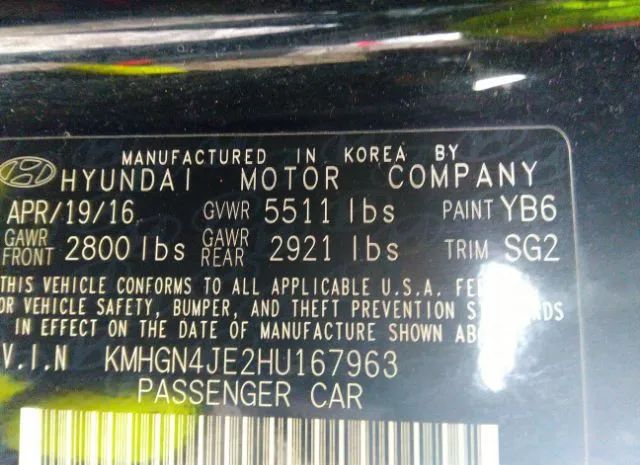 MANUFACTURED IN KOREA BY
HYUNDAI MOTOR COMPANY
APR/19/16 GVWR 5511 lbs PAINT YB6
GAWR FRONT 2800 lbs GAWR REAR 2921 lbs TRIM SG2
THIS VEHICLE CONFORMS TO ALL APPLICABLE U.S.A.
VEHICLE SAFETY, BUMPER, AND THEFT PREVENTION
IN EFFECT ON THE DATE OF MANUFACTURE SHOWN
V.I.N KMHGN4JE2HU167963
PASSENGER CAR